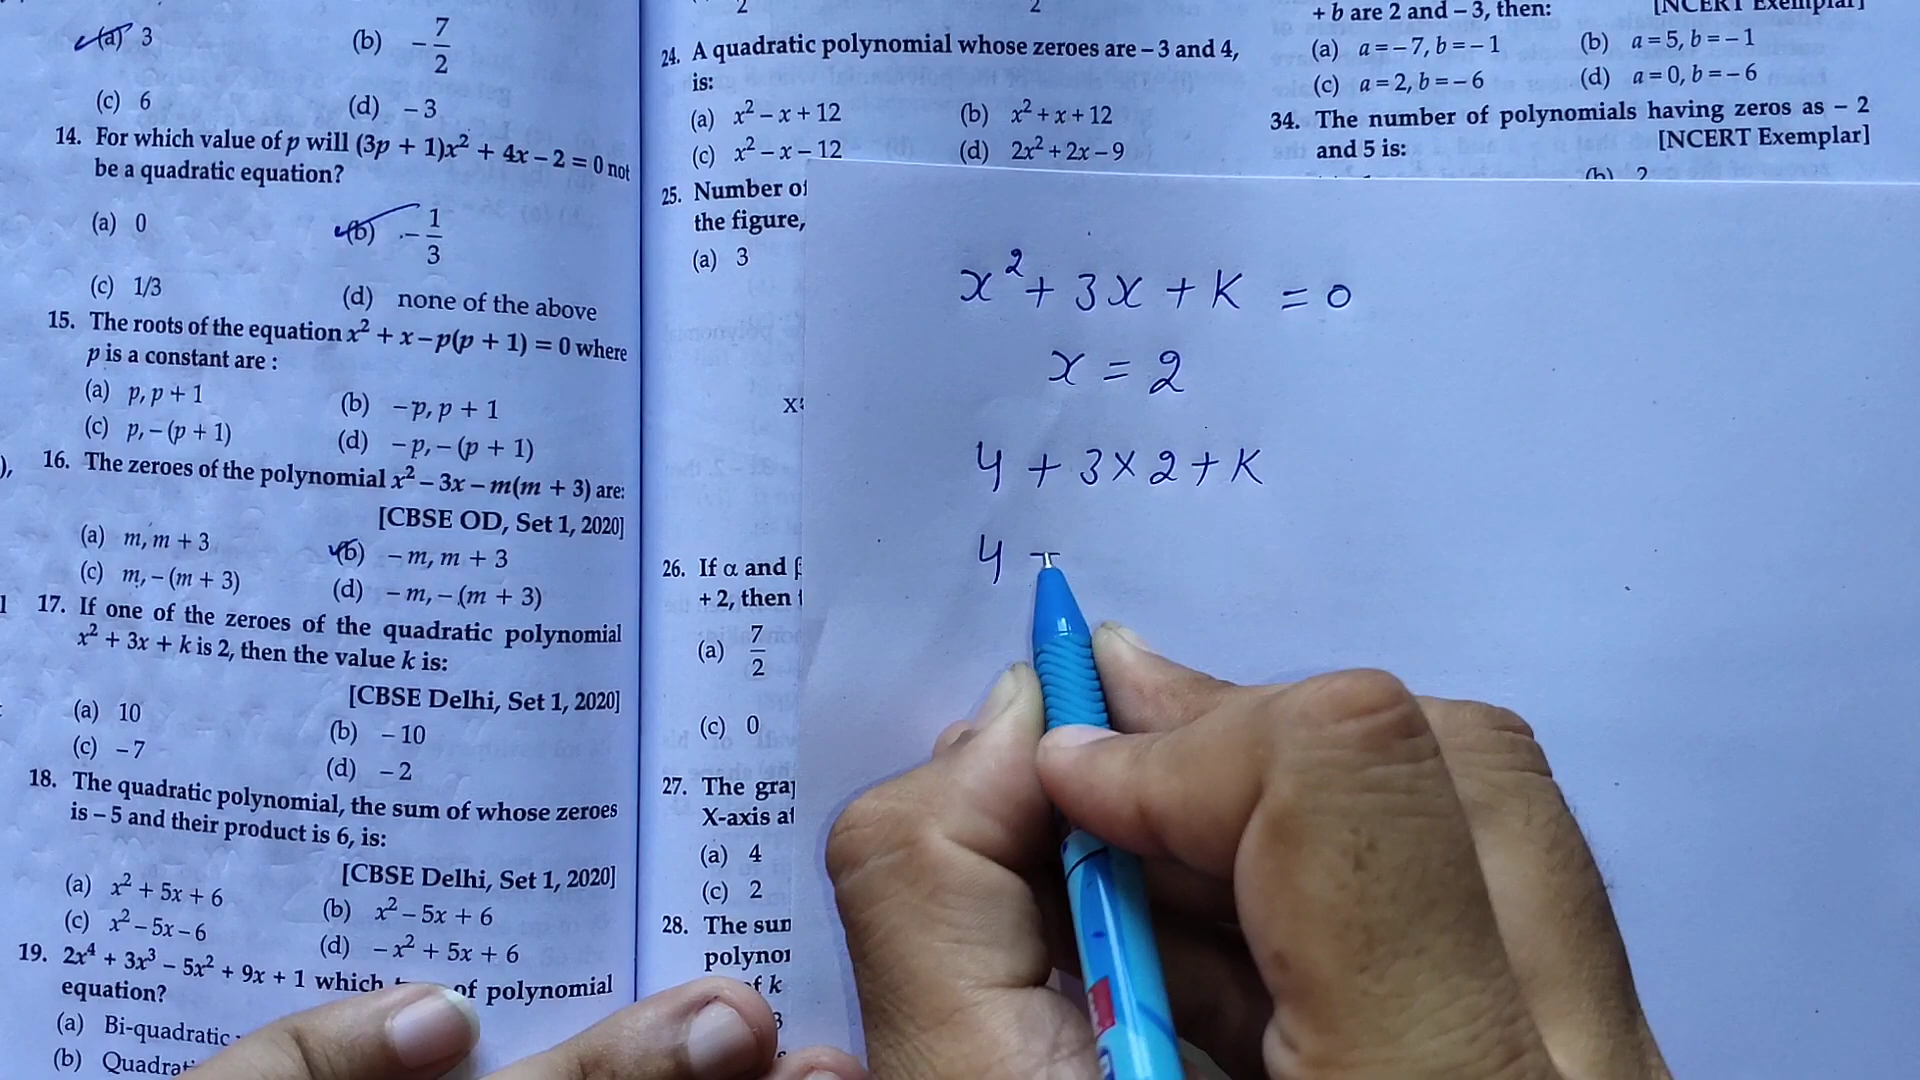 (a) 3
(b) -7/2
(c) 6
(d) -3
14. For which value of p will (3p + 1)x² + 4x – 2 = 0 not
be a quadratic equation?
(a) 0
(b) -1/3
(c) 1/3
(d) none of the above
15. The roots of the equation x² + x – p(p + 1) = 0 where
p is a constant are :
(a) p, p + 1
(b) –p, p + 1
(c) p, – (p + 1)
(d) –p, – (p + 1)
16. The zeroes of the polynomial x² – 3x – m(m + 3) are:
[CBSE OD, Set 1, 2020]
(a) m, m + 3
(b) – m, m + 3
(c) m, – (m + 3)
(d) – m, – (m + 3)
17. If one of the zeroes of the quadratic polynomial
x² + 3x + k is 2, then the value k is:
[CBSE Delhi, Set 1, 2020]
(a) 10
(b) – 10
(c) – 7
(d) – 2
18. The quadratic polynomial, the sum of whose zeroes
is – 5 and their product is 6, is:
[CBSE Delhi, Set 1, 2020]
(a) x² + 5x + 6
(b) x² – 5x + 6
(c) x² – 5x – 6
(d) – x² + 5x + 6
19. 2x⁴ + 3x³ – 5x² + 9x + 1 which of polynomial
equation?
(a) Bi-quadratic
(b)
24. A quadratic polynomial whose zeroes are – 3 and 4,
is:
(a) x² – x + 12
(b) x² + x + 12
(c) x² – x – 12
(d) 2x² + 2x – 9
25. Number of
the figure,
(a) 3
26. If α and
+ 2, then
(a) 7/2
(c) 0
27. The
X-axis
(a) 4
(c) 2
28. The
of k
+ b are 2 and – 3, then:
[NCERT Exemplar]
(a) a = – 7, b = – 1
(b) a = 5, b = – 1
(c) a = 2, b = – 6
(d) a = 0, b = – 6
34. The number of polynomials having zeros as – 2
and 5 is:
[NCERT Exemplar]
(b) 2
x² + 3x + K = 0
x = 2
4 + 3 × 2 + K
4